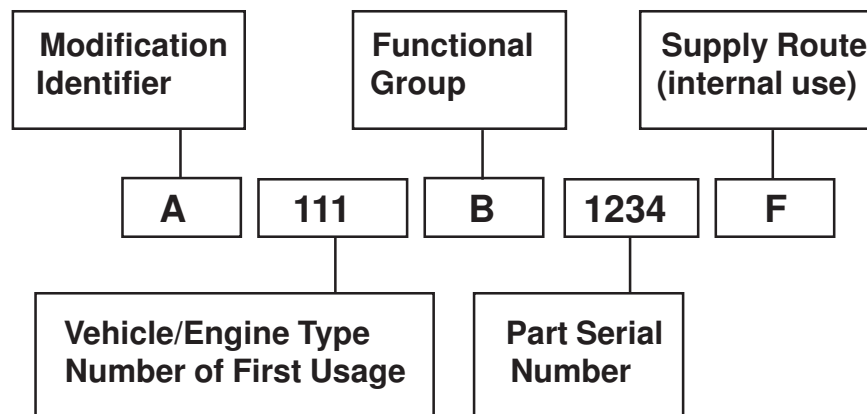 Modification
Identifier
Functional
Group
Supply Route
(internal use)
A
111
B
1234
F
Vehicle/Engine Type
Number of First Usage
Part Serial
Number